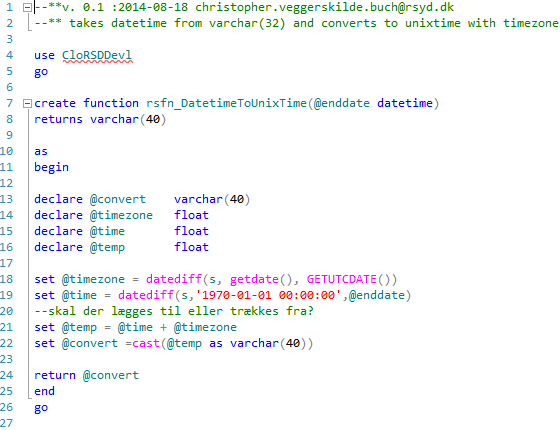 1 --**v. 0.1 :2014-08-18 christopher.veggerskilde.buch@rsyd.dk
2 --** takes datetime from varchar(32) and converts to unixtime with timezone
3
4 use CloRSDDevl
5 go
6
7 create function rsfn_DatetimeToUnixTime(@enddate datetime)
8 returns varchar(40)
9
10 as
11 begin
12
13 declare @convert    varchar(40)
14 declare @timezone   float
15 declare @time       float
16 declare @temp       float
17
18 set @timezone = datediff(s, getdate(), GETUTCDATE())
19 set @time = datediff(s,'1970-01-01 00:00:00',@enddate)
20 --skal der lægges til eller trækkes fra?
21 set @temp = @time + @timezone
22 set @convert =cast(@temp as varchar(40))
23
24 return @convert
25 end
26 go
27